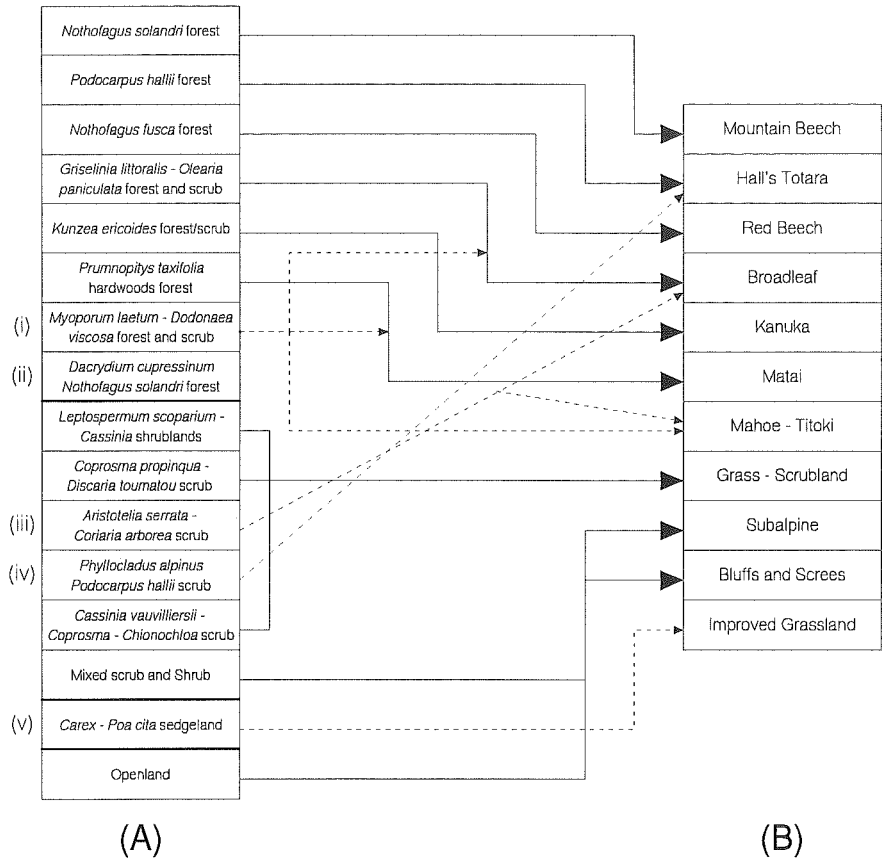 Nothofagus solandri forest
Podocarpus hallii forest
Nothofagus fusca forest
Griselinia littoralis - Olearia
paniculata forest and scrub
Kunzea ericoides forest/scrub
Prumnopitys taxifolia
hardwoods forest
(i)
Myoporum laetum - Dodonaea
viscosa forest and scrub
(ii)
Dacrydium cupressinum
Nothofagus solandri forest
Leptospermum scoparium -
Cassinia shrublands
Coprosma propinqua -
Discaria toumatou scrub
(iii)
Aristotelia serrata -
Coriaria arborea scrub
(iv)
Phyllocladus alpinus
Podocarpus hallii scrub
Cassinia vauvilliersii -
Coprosma - Chionochloa scrub
Mixed scrub and Shrub
(v)
Carex - Poa cita sedgeland
Openland
(A)
Mountain Beech
Hall's Totara
Red Beech
Broadleaf
Kanuka
Matai
Mahoe - Titoki
Grass - Scrubland
Subalpine
Bluffs and Screes
Improved Grassland
(B)